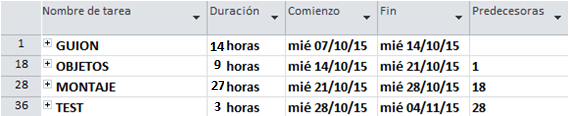 Nombre de tarea Duración Comienzo Fin Predecesoras
1 GUION 14 horas mié 07/10/15 mié 14/10/15
18 OBJETOS 9 horas mié 14/10/15 mié 21/10/15 1
28 MONTAJE 27 horas mié 21/10/15 mié 28/10/15 18
36 TEST 3 horas mié 28/10/15 mié 04/11/15 28